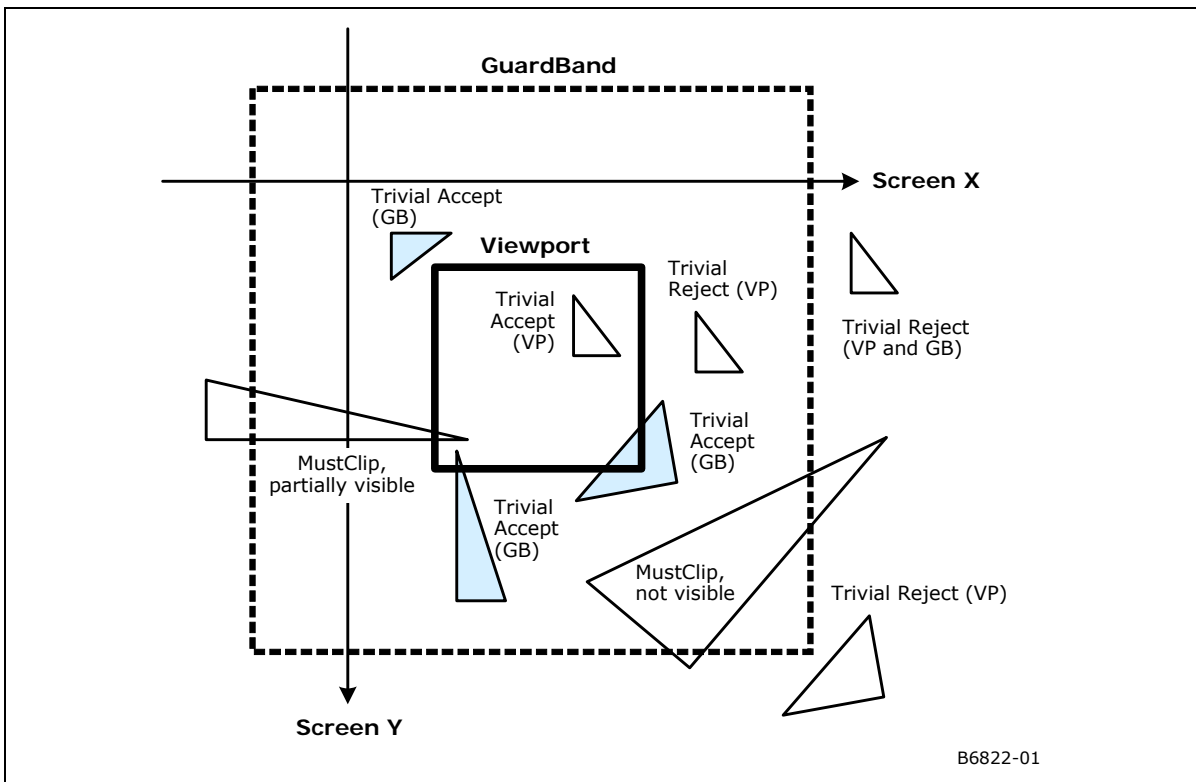 GuardBand
Screen X
Trivial Accept
(GB)
Viewport
Trivial
Reject (VP)
Trivial
Accept
(VP)
Trivial Reject
(VP and GB)
Trivial
Accept
(GB)
MustClip,
partially visible
Trivial
Accept
(GB)
MustClip,
not visible
Trivial Reject (VP)
Screen Y
B6822-01